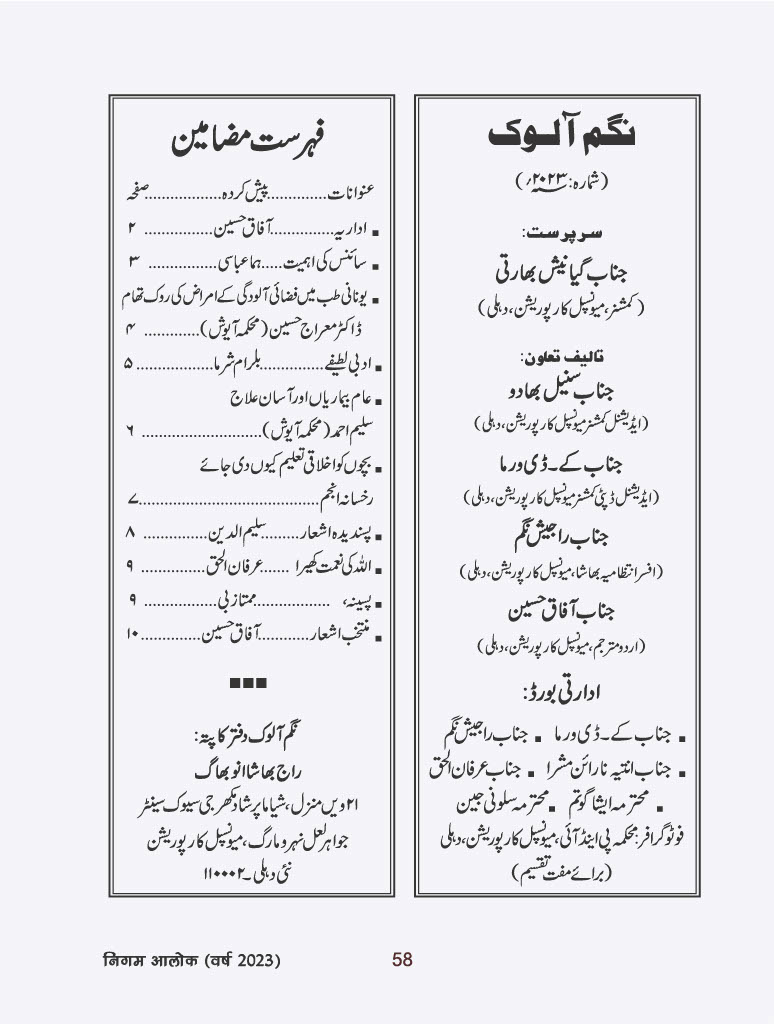 نگم آلوک
(شمارہ: ۲۰۲۳ء)
سرپرست:
جناب گیانیش بھارتی
(کمشنر، میونسپل کارپوریشن، دہلی)
تالیف تعاون:
جناب سنیل بھادو
(ایڈیشنل کمشنر میونسپل کارپوریشن، دہلی)
جناب کے۔ ڈی ورما
(ایڈیشنل ڈپٹی کمشنر میونسپل کارپوریشن، دہلی)
جناب راجیش نگم
(افسر انتظامیہ بھاشا، میونسپل کارپوریشن، دہلی)
جناب آفاق حسین
(اردو مترجم، میونسپل کارپوریشن، دہلی)
ادارتی بورڈ:
▪ جناب کے۔ ڈی ورما ▪ جناب راجیش نگم
▪ جناب انتیہ نارائن مشرا ▪ جناب عرفان الحق
▪ محترمہ ایشا گوتم ▪ محترمہ سلونی جین
فوٹوگرافر: محکمہ پی اینڈ آئی، میونسپل کارپوریشن، دہلی
(برائے مفت تقسیم)
فہرست مضامین
عنوانات..............پیش کردہ..................صفحہ
▪ اداریہ...............آفاق حسین................ ۲
▪ سائنس کی اہمیت.....ہما عباسی................ ۳
▪ یونانی طب میں فضائی آلودگی کے امراض کی روک تھام
ڈاکٹر معراج حسین (محکمہ آیوش)............. ۴
▪ ادبی لطیفے...............بلرام شرما.................. ۵
▪ عام بیماریاں اور آسان علاج
سلیم احمد (محکمہ آیوش)............................ ۶
▪ بچوں کو اخلاقی تعلیم کیوں دی جائے
رخسانہ انجم..........................................۷
▪ پسندیدہ اشعار.........سلیم الدین............... ۸
▪ اللہ کی نعمت کھیرا .......عرفان الحق............... ۹
▪ پسینہ، ..................ممتاز بی................. ۹
▪ منتخب اشعار............آفاق حسین..............۱۰
■■■
نگم آلوک دفتر کا پتہ:
راج بھاشا انوبھاگ
۲۱ ویں منزل، شیاما پرشاد مکھرجی سیوک سینٹر
جواہر لعل نہرو مارگ، میونسپل کارپوریشن
نئی دہلی۔ ۱۱۰۰۰۲
निगम आलोक (वर्ष 2023)
58